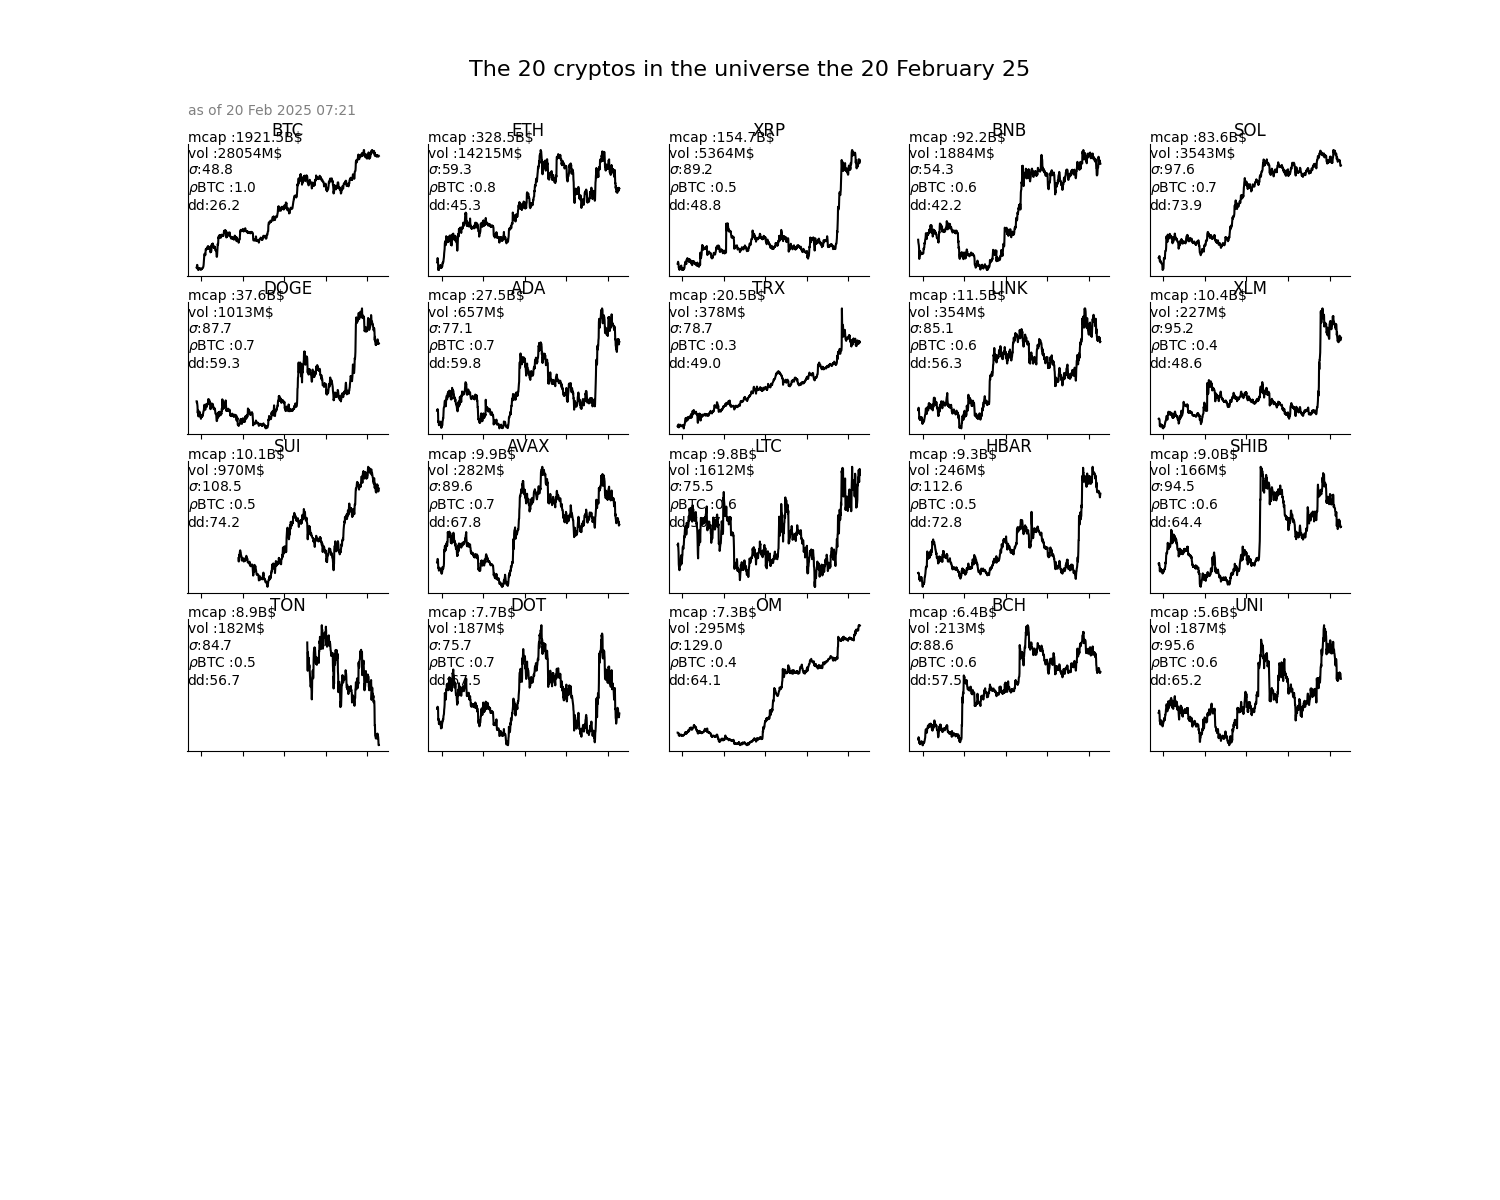 The 20 cryptos in the universe the 20 February 25
as of 20 Feb 2025 07:21
BTC
mcap :1921.5B$
vol :28054M$
σ:48.8
ρBTC :1.0
dd:26.2
ETH
mcap :328.5B$
vol :14215M$
σ:59.3
ρBTC :0.8
dd:45.3
XRP
mcap :154.7B$
vol :5364M$
σ:89.2
ρBTC :0.5
dd:48.8
BNB
mcap :92.2B$
vol :1884M$
σ:54.3
ρBTC :0.6
dd:42.2
SOL
mcap :83.6B$
vol :3543M$
σ:97.6
ρBTC :0.7
dd:73.9
DOGE
mcap :37.6B$
vol :1013M$
σ:87.7
ρBTC :0.7
dd:59.3
ADA
mcap :27.5B$
vol :657M$
σ:77.1
ρBTC :0.7
dd:59.8
TRX
mcap :20.5B$
vol :378M$
σ:78.7
ρBTC :0.3
dd:49.0
LINK
mcap :11.5B$
vol :354M$
σ:85.1
ρBTC :0.6
dd:56.3
XLM
mcap :10.4B$
vol :227M$
σ:95.2
ρBTC :0.4
dd:48.6
SUI
mcap :10.1B$
vol :970M$
σ:108.5
ρBTC :0.5
dd:74.2
AVAX
mcap :9.9B$
vol :282M$
σ:89.6
ρBTC :0.7
dd:67.8
LTC
mcap :9.8B$
vol :1612M$
σ:75.5
ρBTC :0.6
HBAR
mcap :9.3B$
vol :246M$
σ:112.6
ρBTC :0.5
dd:72.8
SHIB
mcap :9.0B$
vol :166M$
σ:94.5
ρBTC :0.6
dd:64.4
TON
mcap :8.9B$
vol :182M$
σ:84.7
ρBTC :0.5
dd:56.7
DOT
mcap :7.7B$
vol :187M$
σ:75.7
ρBTC :0.7
dd:67.5
OM
mcap :7.3B$
vol :295M$
σ:129.0
ρBTC :0.4
dd:64.1
BCH
mcap :6.4B$
vol :213M$
σ:88.6
ρBTC :0.6
dd:57.5
UNI
mcap :5.6B$
vol :187M$
σ:95.6
ρBTC :0.6
dd:65.2